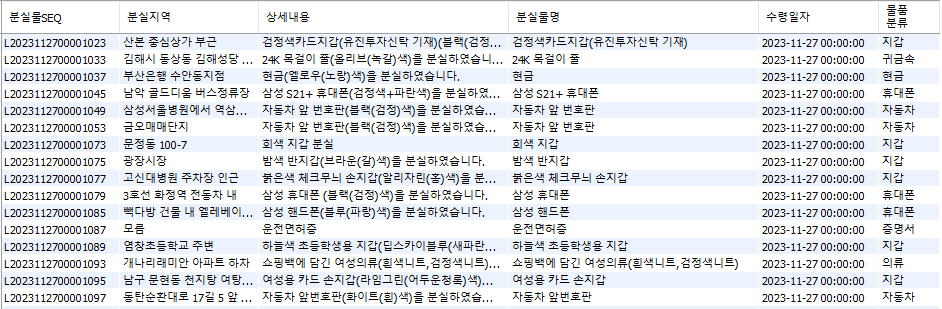 분실물SEQ 분실지역 상세내용 분실물명 수령일자 물품분류
L2023112700001023 산본 중심상가 부근 검정색카드지갑(유진투자신탁 기재)(블랙(검정... 검정색카드지갑(유진투자신탁 기재) 2023-11-27 00:00:00 지갑
L2023112700001033 김해시 동상동 김해성당 ... 24K 목걸이 줄(올리브(녹갈)색)을 분실하였습니... 24K 목걸이 줄 2023-11-27 00:00:00 귀금속
L2023112700001037 부산은행 수안동지점 현금(옐로우(노랑)색)을 분실하였습니다. 현금 2023-11-27 00:00:00 현금
L2023112700001045 남악 골드디움 버스정류장 삼성 S21+ 휴대폰(검정색+파란색)을 분실하였... 삼성 S21+ 휴대폰 2023-11-27 00:00:00 휴대폰
L2023112700001049 삼성서울병원에서 역삼... 자동차 앞 번호판(블랙(검정)색)을 분실하였습... 자동차 앞 번호판 2023-11-27 00:00:00 자동차
L2023112700001053 금오매매단지 자동차 앞 번호판(블랙(검정)색)을 분실하였습... 자동차 앞 번호판 2023-11-27 00:00:00 자동차
L2023112700001073 문정동 100-7 회색 지갑 분실 회색 지갑 2023-11-27 00:00:00 지갑
L2023112700001075 광장시장 밤색 반지갑(브라운(갈)색)을 분실하였습니다. 밤색 반지갑 2023-11-27 00:00:00 지갑
L2023112700001077 고신대병원 주차장 인근 붉은색 체크무늬 손지갑(알리자린(홍)색)을 분... 붉은색 체크무늬 손지갑 2023-11-27 00:00:00 지갑
L2023112700001079 3호선 화정역 전동차 내 삼성 휴대폰 (블랙(검정)색)을 분실하였습니다. 삼성 휴대폰 2023-11-27 00:00:00 휴대폰
L2023112700001085 빽다방 건물 내 엘레베이... 삼성 핸드폰(블루(파랑)색)을 분실하였습니다. 삼성 핸드폰 2023-11-27 00:00:00 휴대폰
L2023112700001087 모름 운전면허증 운전면허증 2023-11-27 00:00:00 증명서
L2023112700001089 염창초등학교 주변 하늘색 초등학생용 지갑(딥스카이블루(새파란... 하늘색 초등학생용 지갑 2023-11-27 00:00:00 지갑
L2023112700001093 개나리래미안 아파트 하차 쇼핑백에 담긴 여성의류(흰색니트,검정색니트)... 쇼핑백에 담긴 여성의류(흰색니트,검정색니트) 2023-11-27 00:00:00 의류
L2023112700001095 남구 문현동 천지탕 여탕... 여성용 카드 손지갑(라임그린(어두운청록)색)... 여성용 카드 손지갑 2023-11-27 00:00:00 지갑
L2023112700001097 동탄순환대로 17길 5 앞 ... 자동차 앞번호판(화이트(흰)색)을 분실하였습... 자동차 앞번호판 2023-11-27 00:00:00 자동차